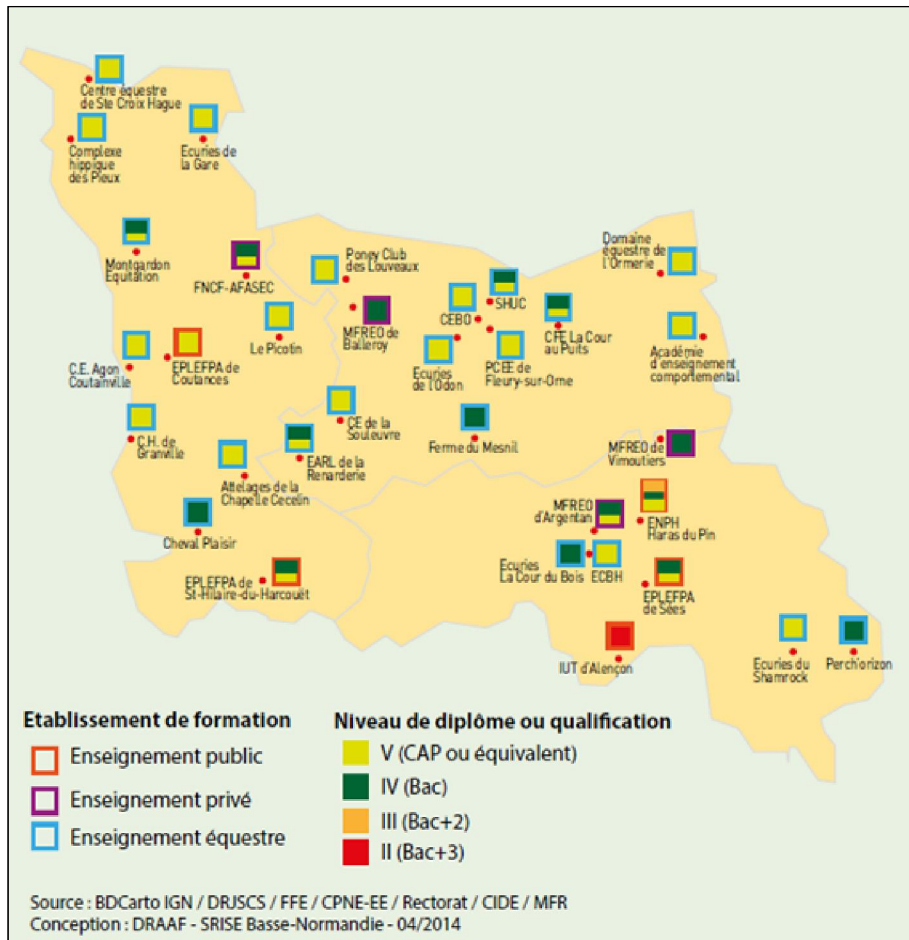 Centre équestre
de Ste Croix Hague
Complexe
hippique
des Pieux
Ecuries de
la Gare
Montgardon
Equitation
FNCF-AFASEC
Poney Club
des Louveaux
MFREO de
Balleroy
Le Picotin
C.E. Agon
Coutainville
EPLEFPA de
Coutances
Domaine
équestre de
l'Ormerie
SHUC
CEBO
CFE La Cour
au Puits
Ecuries
de l'Odon
PCEE de
Fleury-sur-Orne
Académie
d'enseignement
comportemental
C.H. de
Granville
CE de la
Souleuvre
Ferme du Mesnil
EARL de la
Renarderie
Attelages de la
Chapelle Cecelin
MFREO de
Vimoutiers
Cheval Plaisir
MFREO
d'Argentan
ENPH
Haras du Pin
Ecuries
La Cour du Bois
ECBH
EPLEFPA de
St-Hilaire-du-Harcouët
EPLEFPA
de Sées
IUT d'Alençon
Ecuries du
Shamrock
Perch'orizon
Etablissement de formation
Enseignement public
Enseignement privé
Enseignement équestre
Niveau de diplôme ou qualification
V (CAP ou équivalent)
IV (Bac)
III (Bac+2)
II (Bac+3)
Source : BDCarto IGN / DRJSCS / FFE / CPNE-EE / Rectorat / CIDE / MFR
Conception : DRAAF - SRISE Basse-Normandie - 04/2014